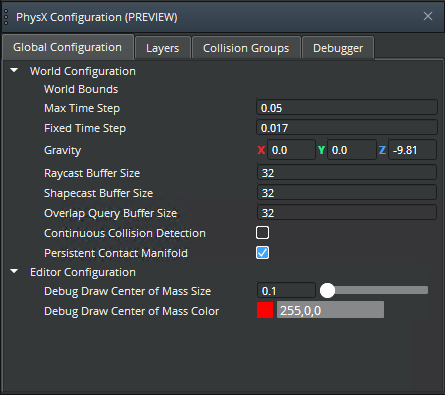 PhysX Configuration (PREVIEW)
Global Configuration Layers Collision Groups Debugger
World Configuration
World Bounds
Max Time Step 0.05
Fixed Time Step 0.017
Gravity X 0.0 Y 0.0 Z -9.81
Raycast Buffer Size 32
Shapecast Buffer Size 32
Overlap Query Buffer Size 32
Continuous Collision Detection
Persistent Contact Manifold
Editor Configuration
Debug Draw Center of Mass Size 0.1
Debug Draw Center of Mass Color 255,0,0